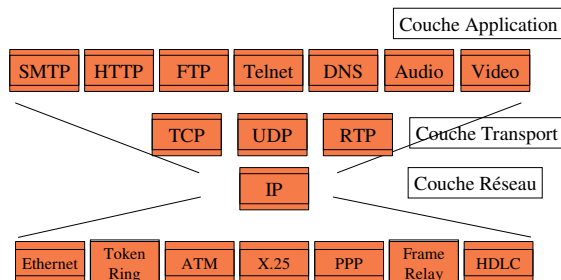 Couche Application
SMTP HTTP FTP Telnet DNS Audio Video
TCP UDP RTP Couche Transport
IP Couche Réseau
Ethernet Token Ring ATM X.25 PPP Frame Relay HDLC